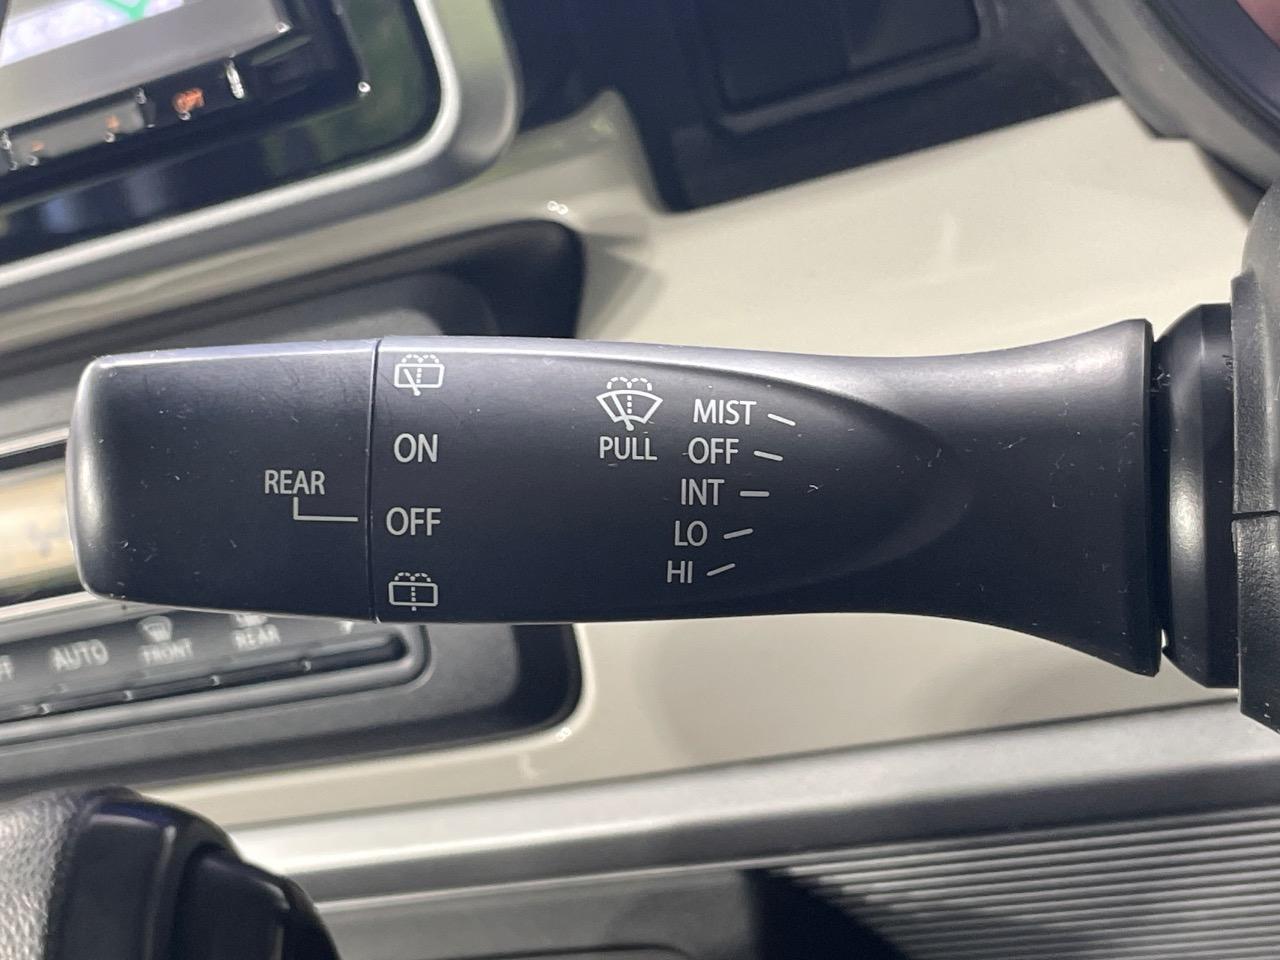 ON
REAR
OFF
PULL
MIST
OFF
INT
LO
HI
AUTO
FRONT
REAR